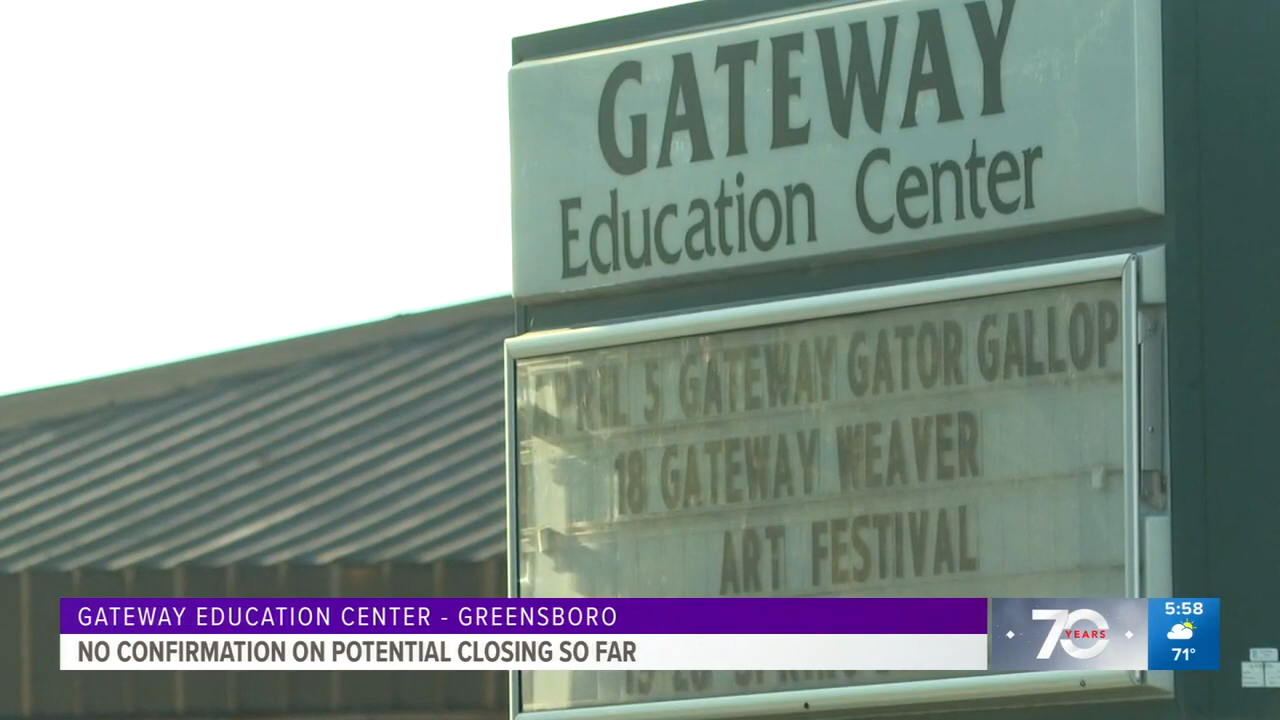 GATEWAY
Education Center
APRIL 5 GATEWAY GATOR GALLOP
18 GATEWAY WEAVER
ART FESTIVAL
GATEWAY EDUCATION CENTER - GREENSBORO
NO CONFIRMATION ON POTENTIAL CLOSING SO FAR
70
YEARS
5:58
71°